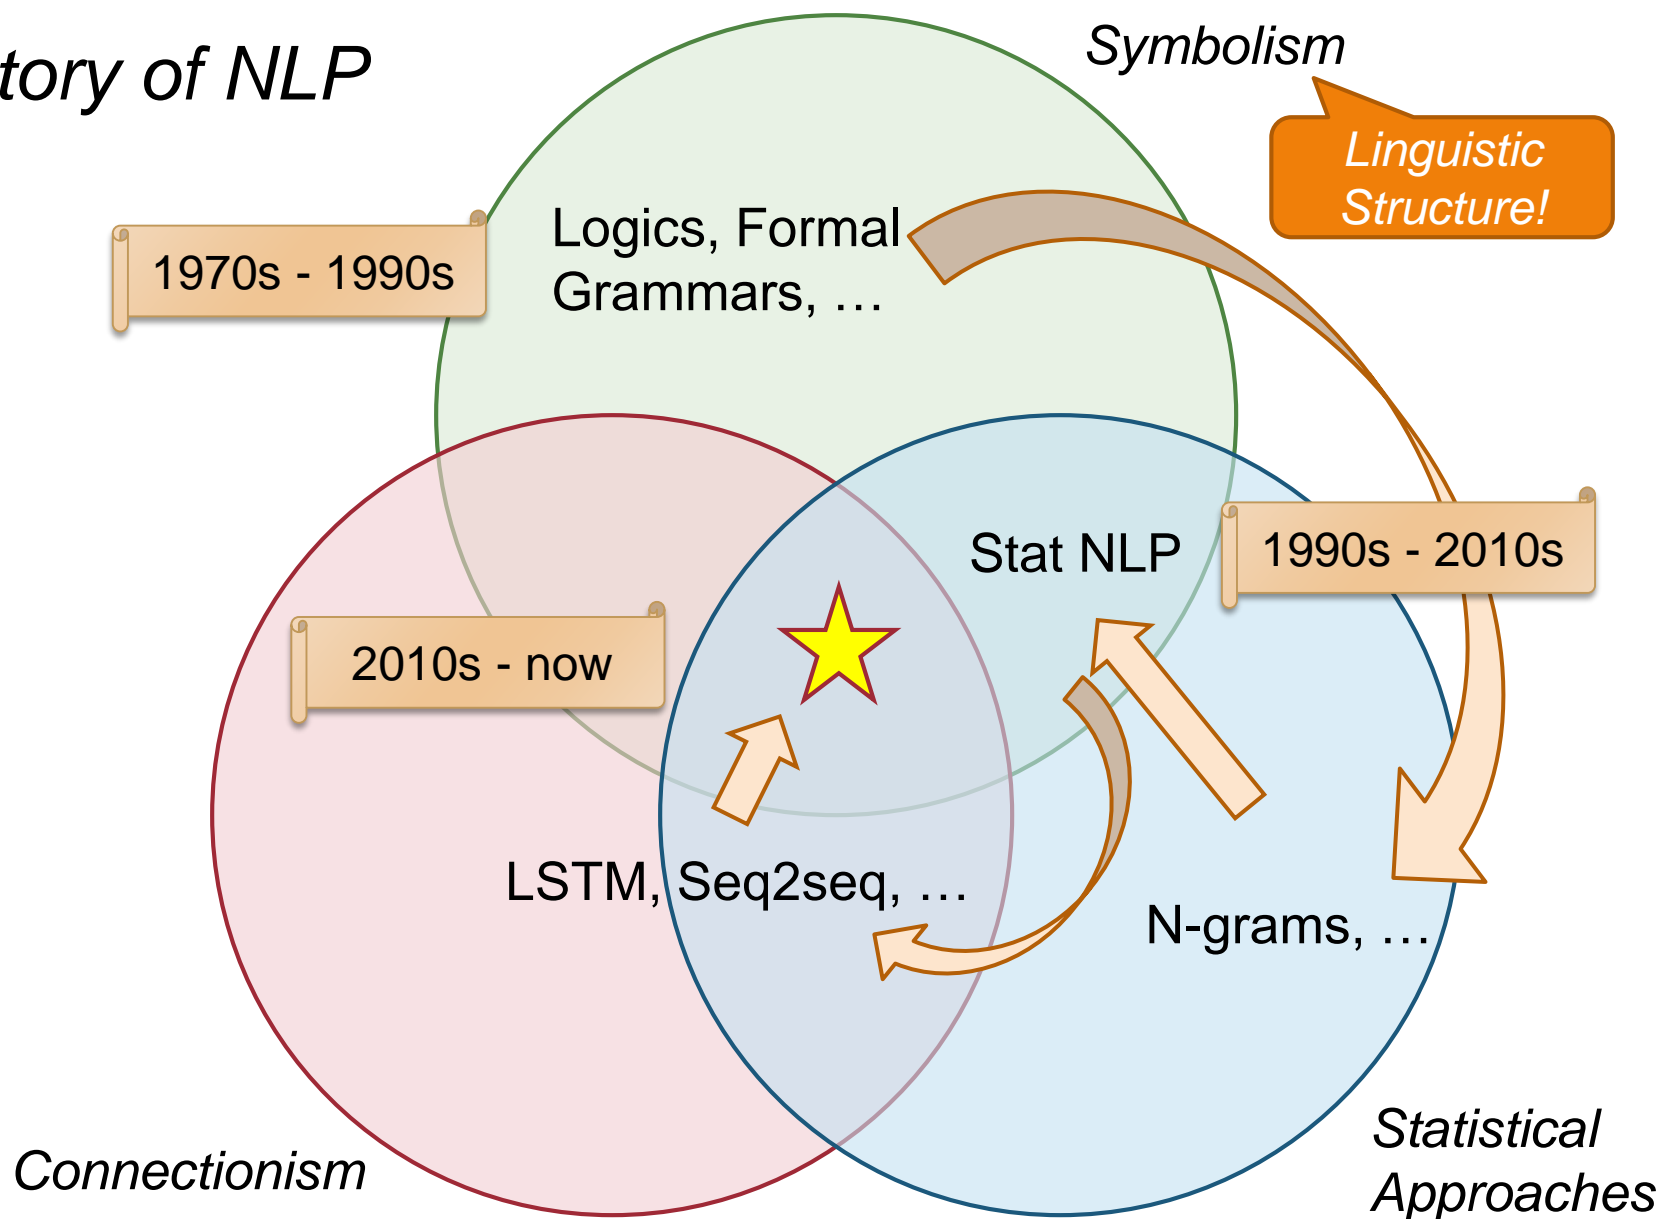 tory of NLP
Symbolism
Linguistic
Structure!
Logics, Formal
Grammars, …
1970s - 1990s
Stat NLP
1990s - 2010s
2010s - now
LSTM, Seq2seq, …
N-grams, …
Connectionism
Statistical
Approaches